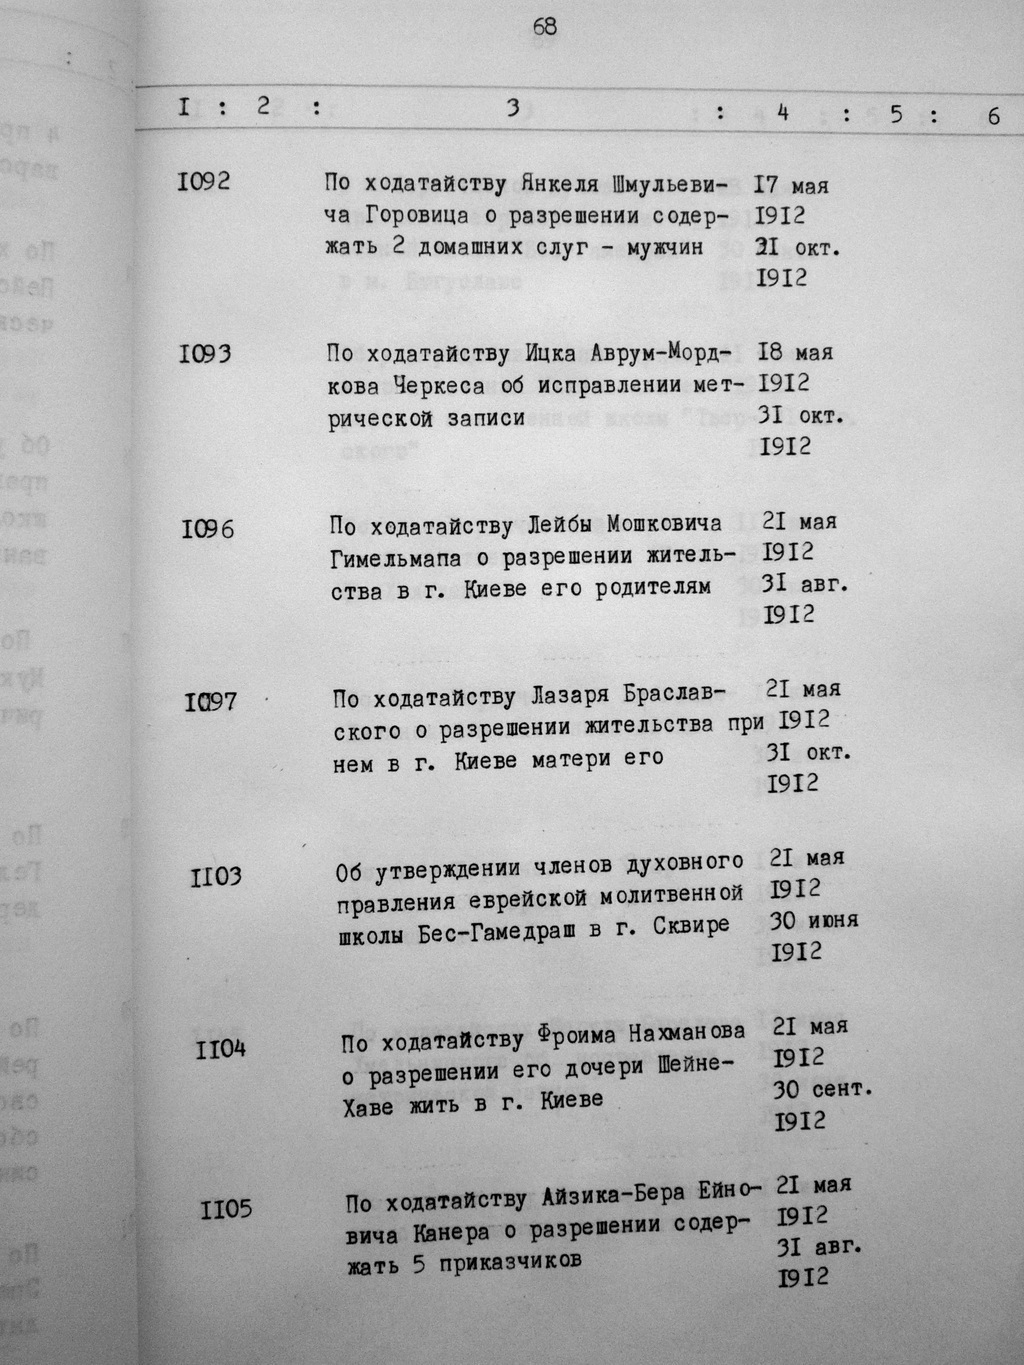 68
I : 2 : 3 : 4 : 5 : 6
I092 По ходатайству Янкеля Шмульеви- I7 мая
ча Горовица о разрешении содер- I9I2
жать 2 домашних слуг - мужчин 3I окт.
I9I2
I093 По ходатайству Ицка Аврум-Морд- I8 мая
кова Черкеса об исправлении мет- I9I2
рической записи 3I окт.
I9I2
I096 По ходатайству Лейбы Мошковича 2I мая
Гимельмапа о разрешении житель- I9I2
ства в г. Киеве его родителям 3I авг.
I9I2
I097 По ходатайству Лазаря Браслав- 2I мая
ского о разрешении жительства при I9I2
нем в г. Киеве матери его 3I окт.
I9I2
II03 Об утверждении членов духовного 2I мая
правления еврейской молитвенной I9I2
школы Бес-Гамедраш в г. Сквире 30 июня
I9I2
II04 По ходатайству Фроима Нахманова 2I мая
о разрешении его дочери Шейне- I9I2
Хаве жить в г. Киеве 30 сент.
I9I2
II05 По ходатайству Айзика-Бера Ейно- 2I мая
вича Канера о разрешении содер- I9I2
жать 5 приказчиков 3I авг.
I9I2